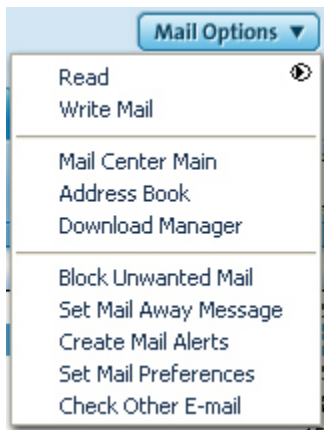 Mail Options
Read
Write Mail
Mail Center Main
Address Book
Download Manager
Block Unwanted Mail
Set Mail Away Message
Create Mail Alerts
Set Mail Preferences
Check Other E-mail